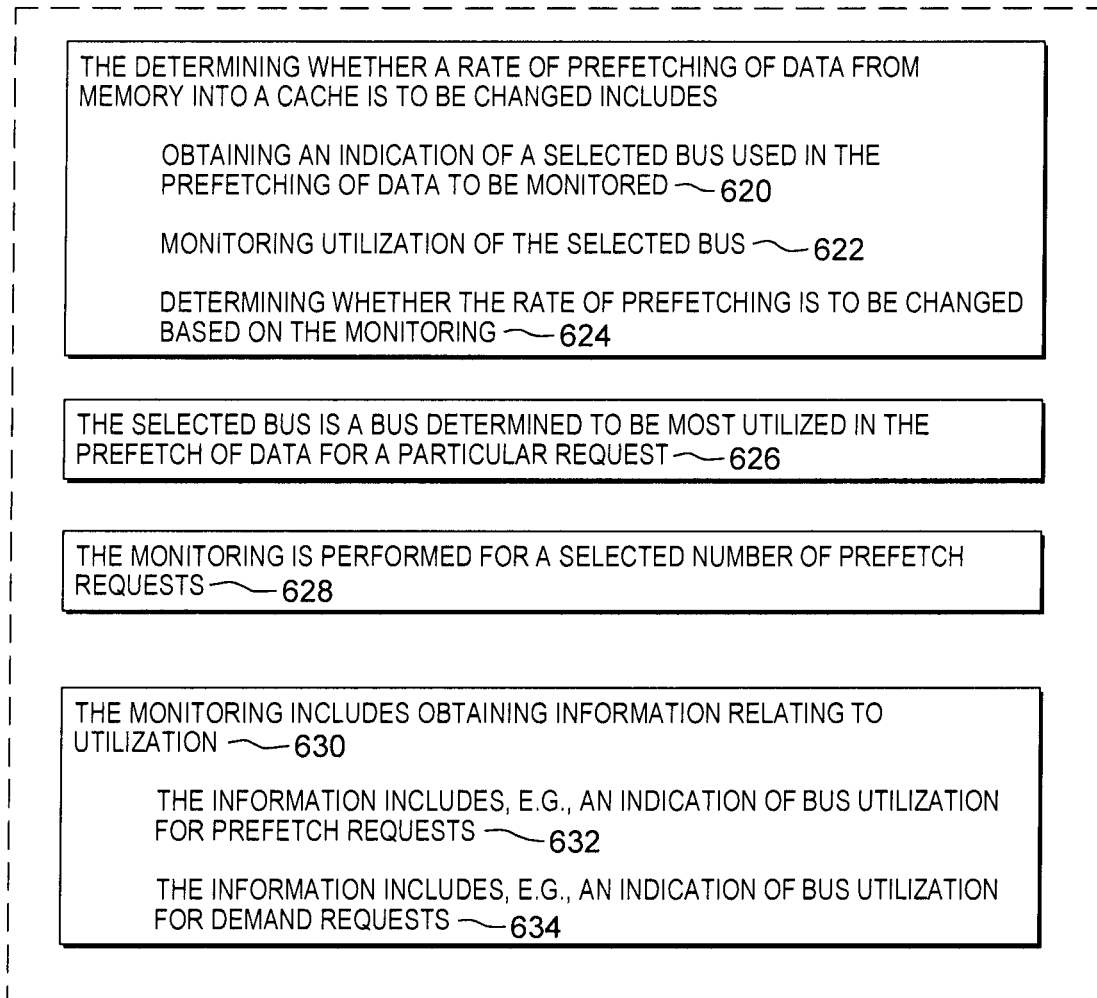 THE DETERMINING WHETHER A RATE OF PREFETCHING OF DATA FROM
MEMORY INTO A CACHE IS TO BE CHANGED INCLUDES
OBTAINING AN INDICATION OF A SELECTED BUS USED IN THE
PREFETCHING OF DATA TO BE MONITORED 620
MONITORING UTILIZATION OF THE SELECTED BUS 622
DETERMINING WHETHER THE RATE OF PREFETCHING IS TO BE CHANGED
BASED ON THE MONITORING 624
THE SELECTED BUS IS A BUS DETERMINED TO BE MOST UTILIZED IN THE
PREFETCH OF DATA FOR A PARTICULAR REQUEST 626
THE MONITORING IS PERFORMED FOR A SELECTED NUMBER OF PREFETCH
REQUESTS 628
THE MONITORING INCLUDES OBTAINING INFORMATION RELATING TO
UTILIZATION 630
THE INFORMATION INCLUDES, E.G., AN INDICATION OF BUS UTILIZATION
FOR PREFETCH REQUESTS 632
THE INFORMATION INCLUDES, E.G., AN INDICATION OF BUS UTILIZATION
FOR DEMAND REQUESTS 634